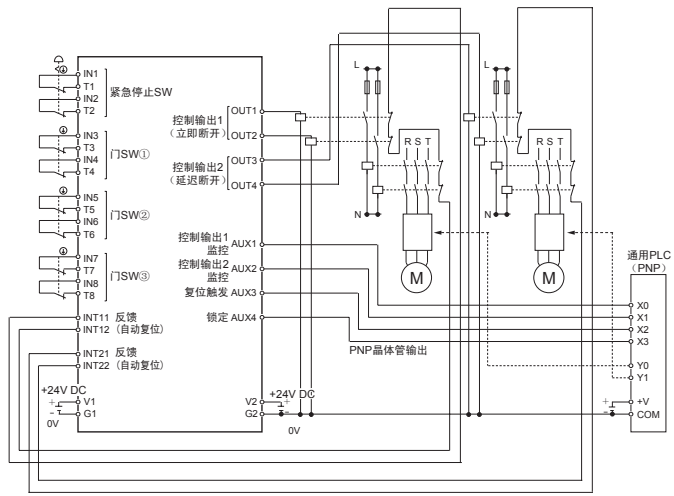 IN1
T1
IN2
T2
紧急停止SW
IN3
T3
IN4
T4
门SW①
IN5
T5
IN6
T6
门SW②
IN7
T7
IN8
T8
门SW③
INT11 反馈
INT12 (自动复位)
INT21 反馈
INT22 (自动复位)
+24V DC
+
-
V1
G1
0V
控制输出1
(立即断开)
OUT1
OUT2
控制输出2
(延迟断开)
OUT3
OUT4
控制输出1
监控
AUX1
控制输出2
监控
AUX2
复位触发 AUX3
锁定 AUX4
V2
G2
+24V DC
+
-
0V
PNP晶体管输出
L
R S T
N
M
L
R S T
N
M
通用PLC
(PNP)
X0
X1
X2
X3
Y0
Y1
+
-
+V
COM